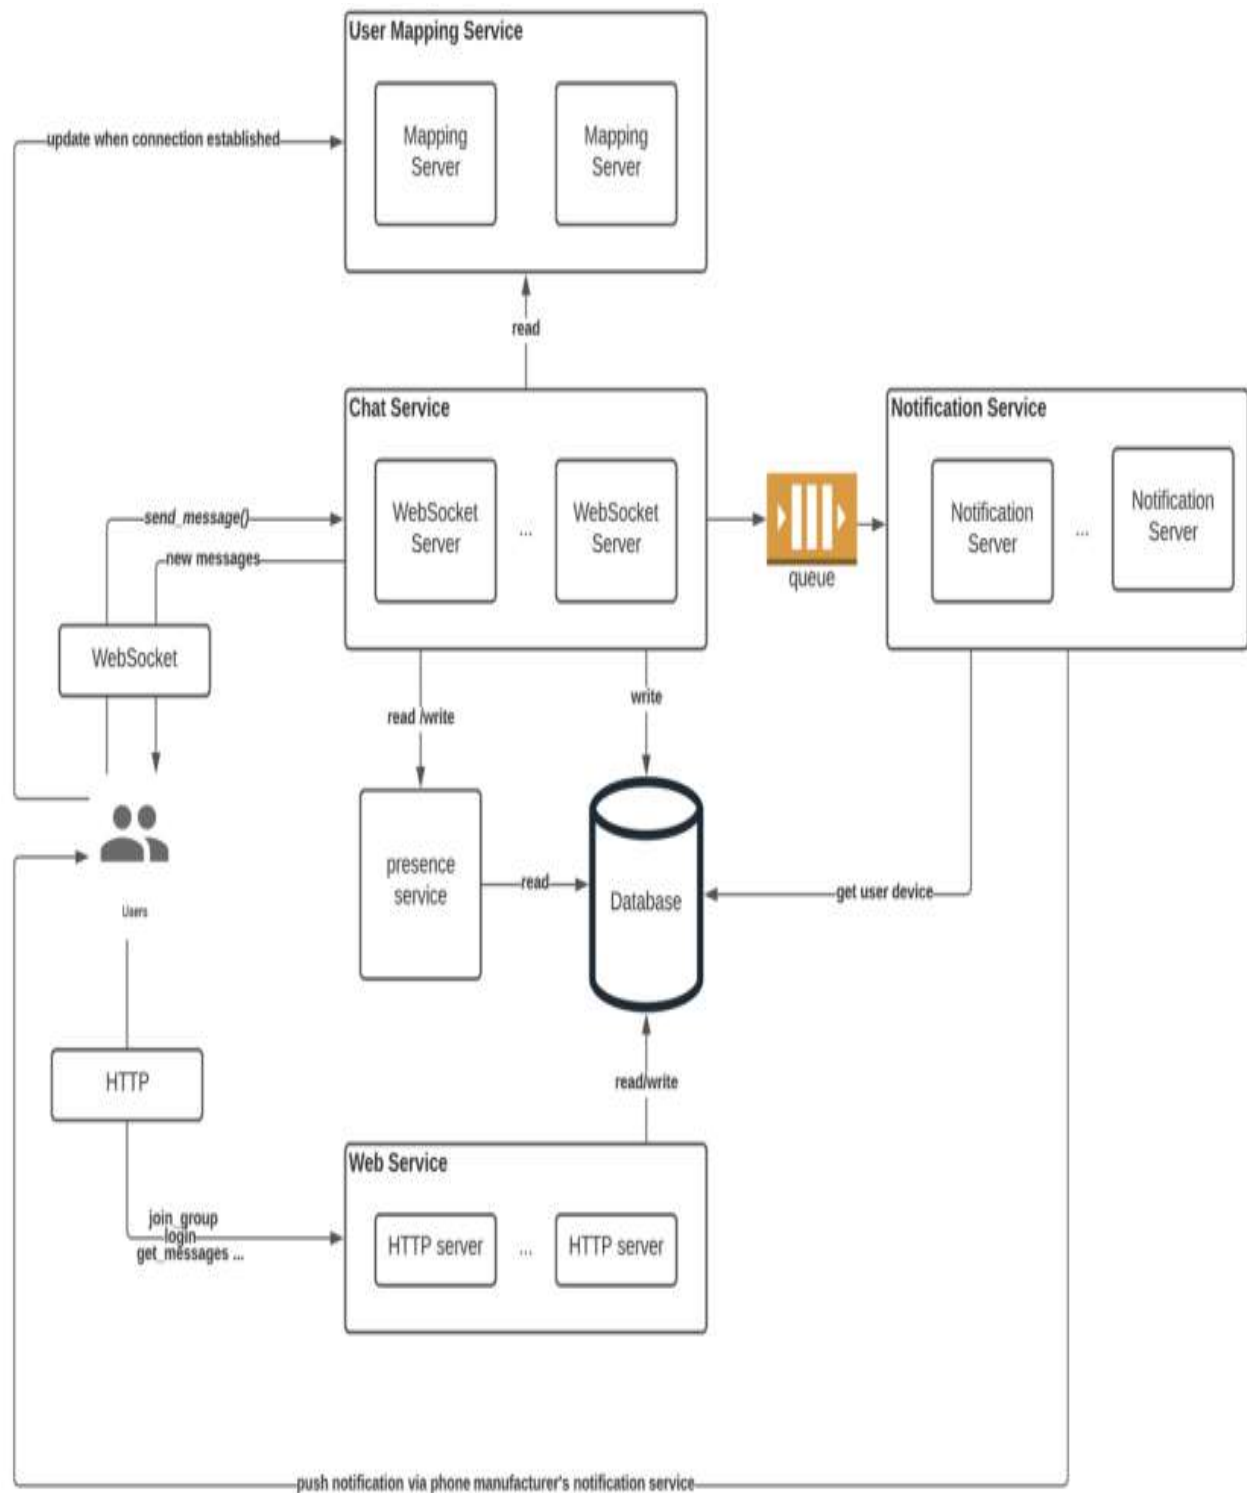 User Mapping Service
Mapping
Server
Mapping
Server
update when connection established
read
Chat Service
WebSocket
Server
...
WebSocket
Server
Notification Service
Notification
Server
...
Notification
Server
queue
send_message()
new messages
WebSocket
read /write
write
presence
service
read
Database
get user device
Users
HTTP
read/write
join_group
login
get_messages ...
Web Service
HTTP server
...
HTTP server
push notification via phone manufacturer's notification service